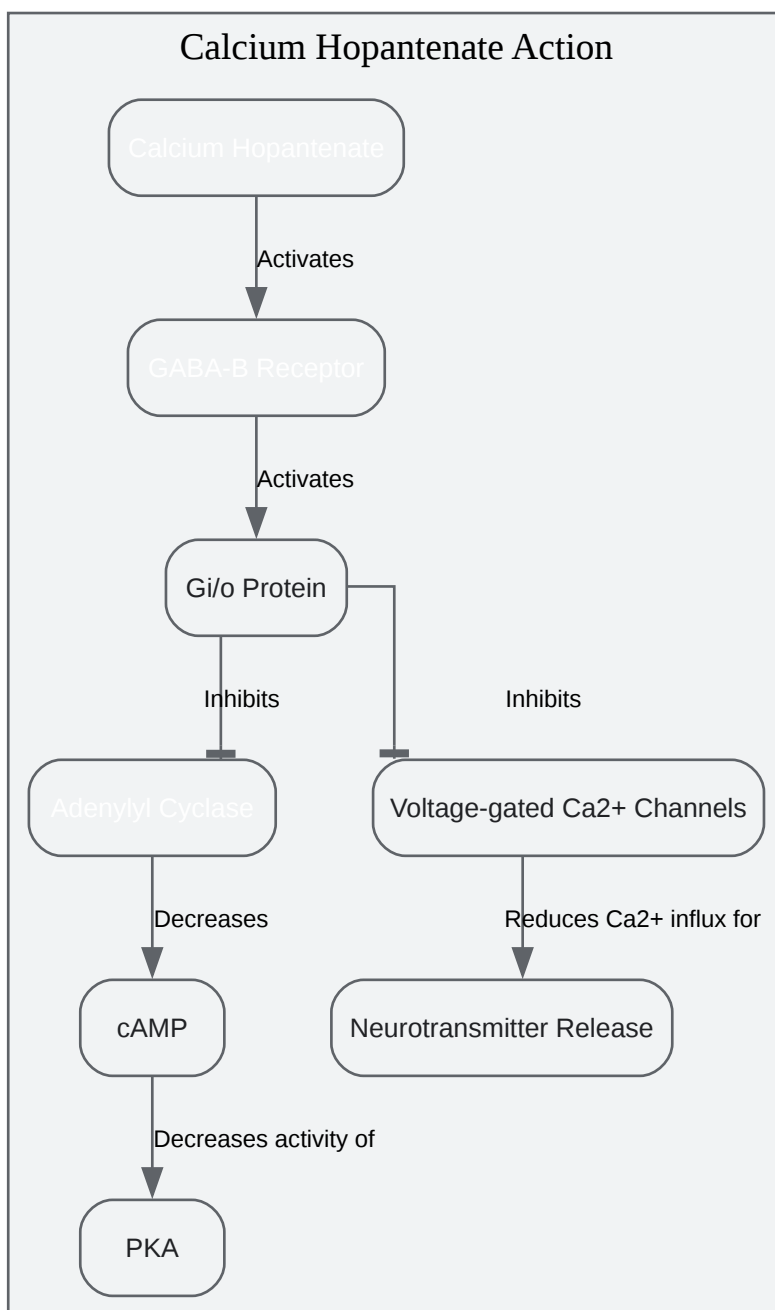 Calcium Hopantenate Action
Calcium Hopantenate
Activates
GABA-B Receptor
Activates
Gi/o Protein
Inhibits
Inhibits
Adenylyl Cyclase
Voltage-gated Ca2+ Channels
Decreases
Reduces Ca2+ influx for
cAMP
Neurotransmitter Release
Decreases activity of
PKA